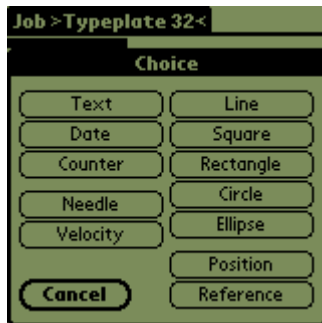 Job >Typeplate 32<
Choice
Text
Line
Date
Square
Counter
Rectangle
Needle
Circle
Velocity
Ellipse
Position
Cancel
Reference